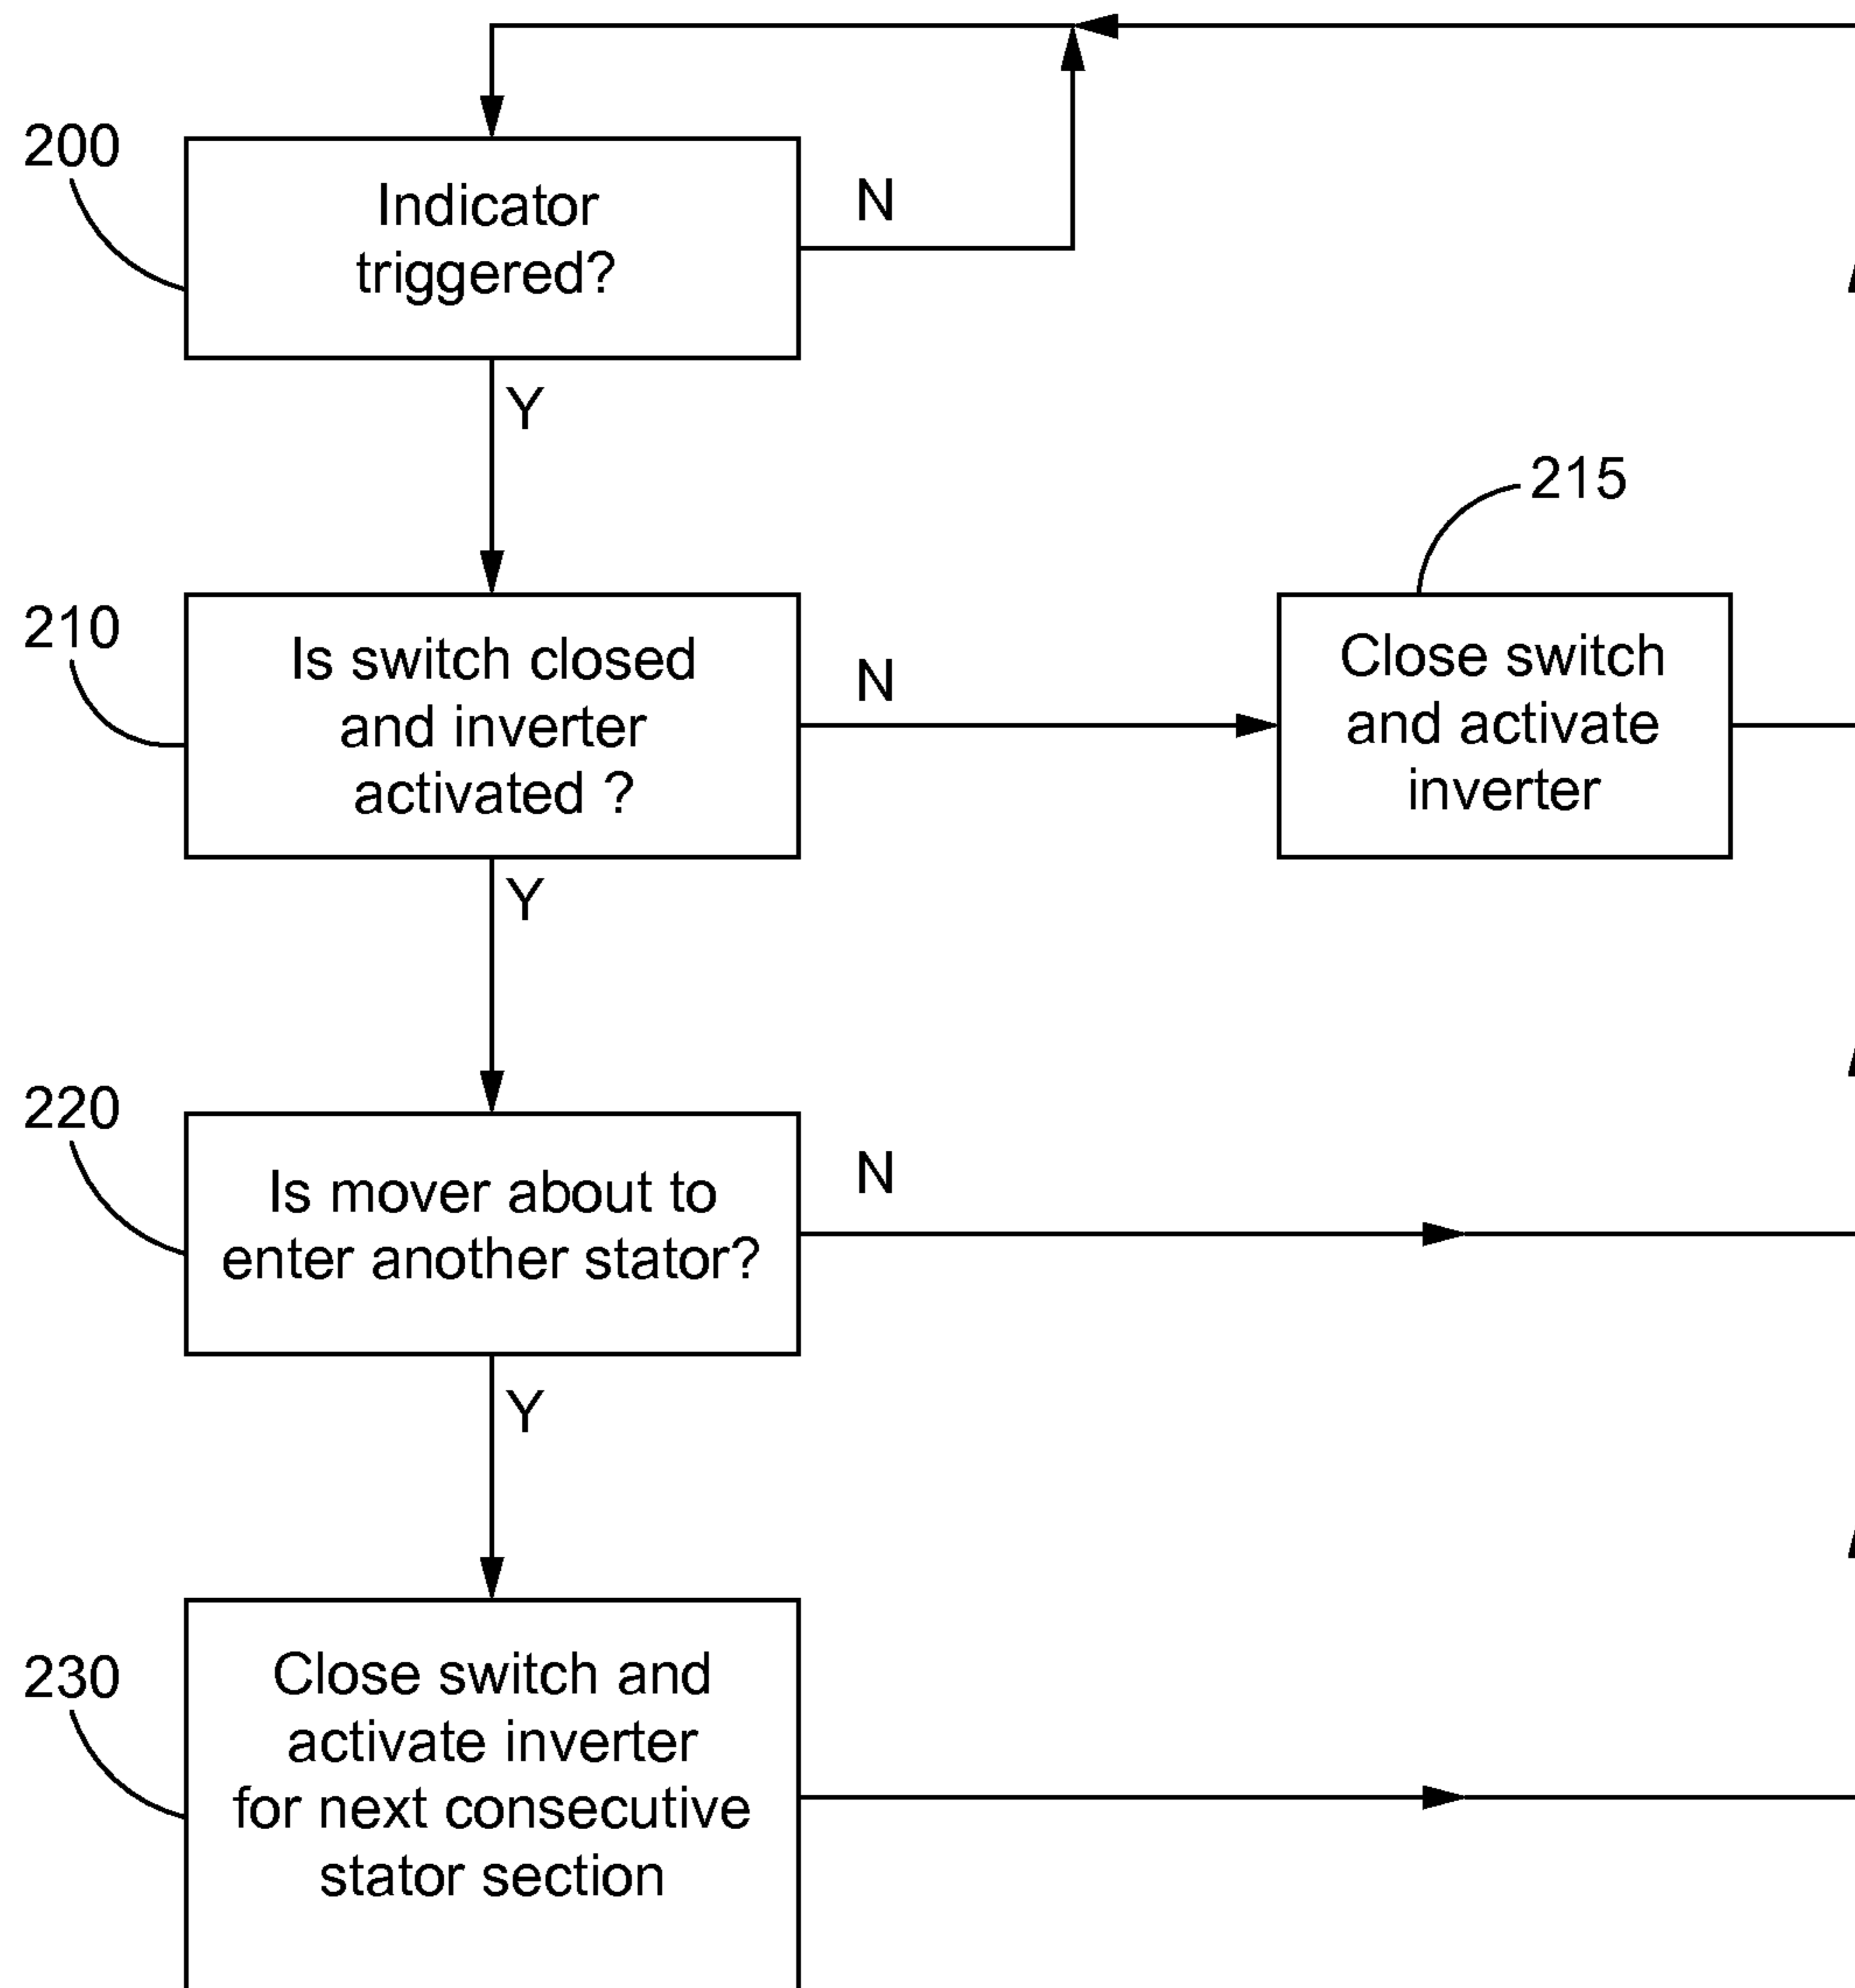 200
Indicator
triggered?
N
Y
210
Is switch closed
and inverter
activated ?
N
215
Close switch
and activate
inverter
Y
220
Is mover about to
enter another stator?
N
Y
230
Close switch and
activate inverter
for next consecutive
stator section